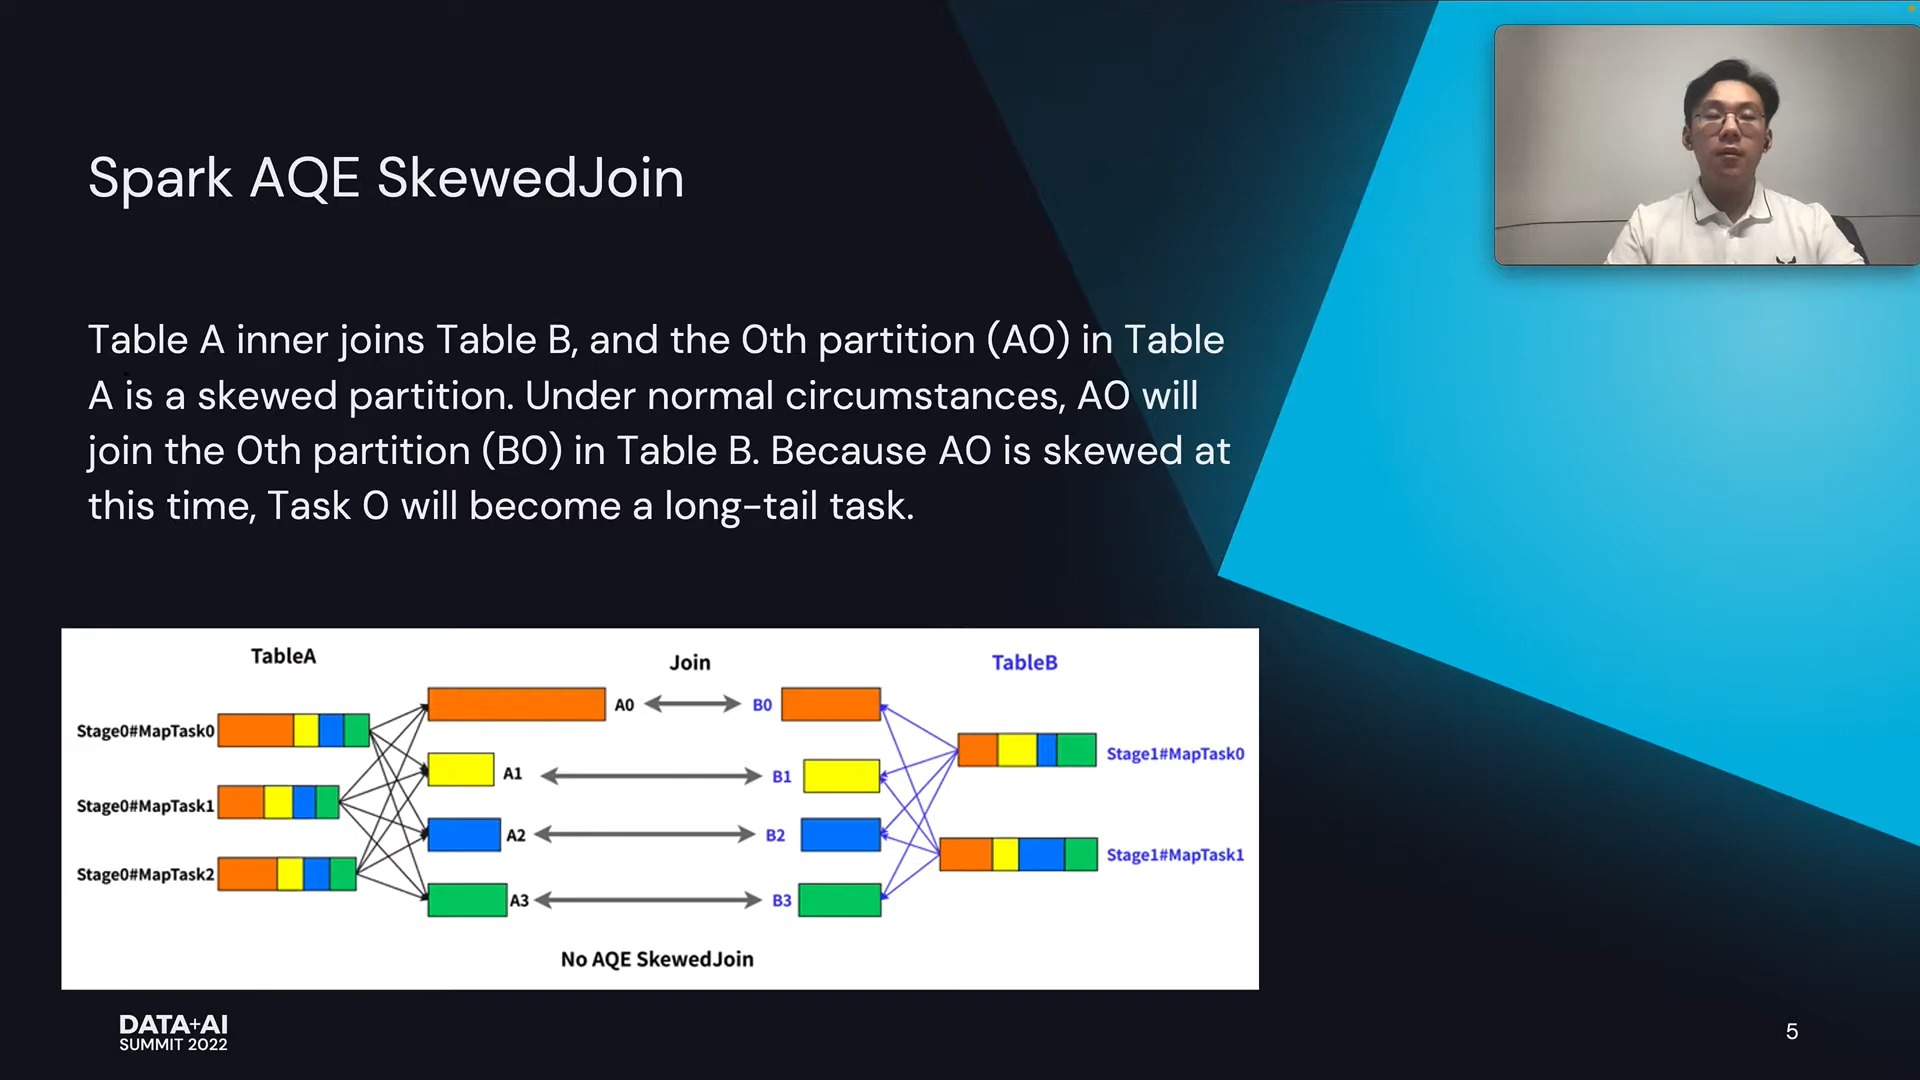 Spark AQE SkewedJoin
Table A inner joins Table B, and the 0th partition (A0) in Table
A is a skewed partition. Under normal circumstances, A0 will
join the 0th partition (B0) in Table B. Because A0 is skewed at
this time, Task 0 will become a long-tail task.
TableA
Join
TableB
Stage0#MapTask0
Stage0#MapTask1
Stage0#MapTask2
A0
B0
A1
B1
A2
B2
A3
B3
Stage1#MapTask0
Stage1#MapTask1
No AQE SkewedJoin
DATA+AI
SUMMIT 2022
5